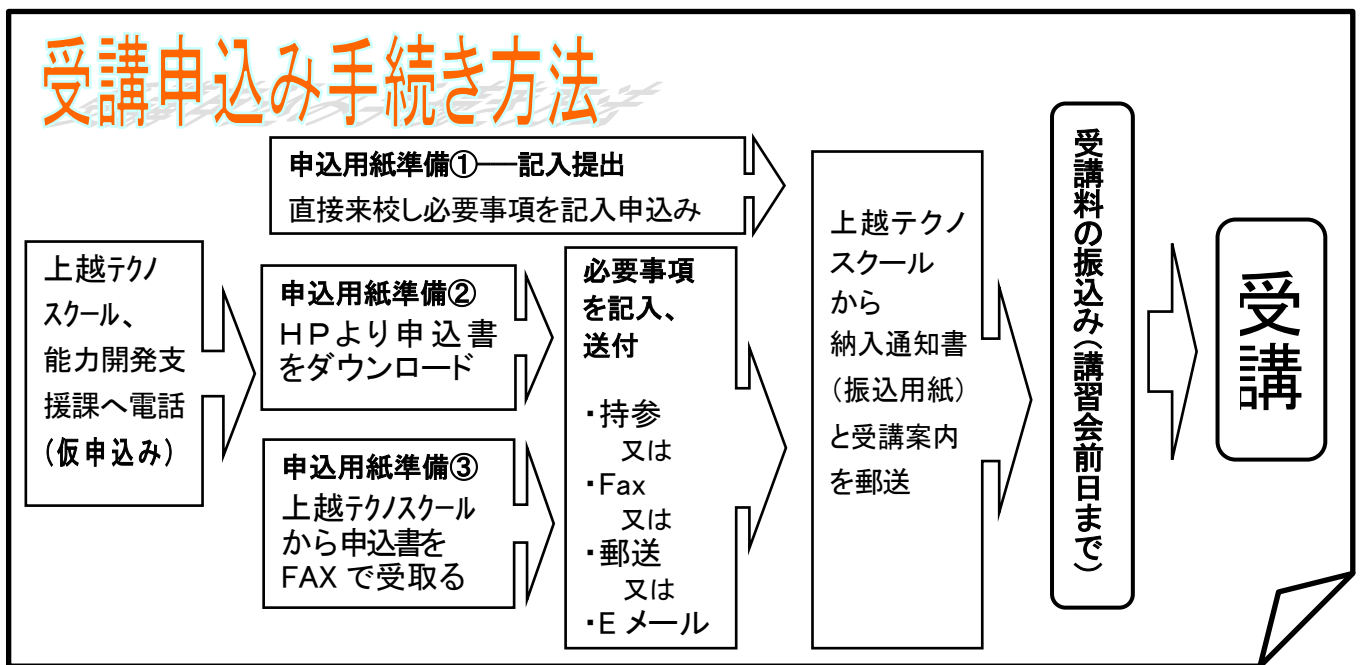 受講申込み手続き方法
申込用紙準備①──記入提出
直接来校し必要事項を記入申込み
上越テクノ
スクール、
能力開発支
援課へ電話
(仮申込み)
申込用紙準備②
HPより申込書
をダウンロード
申込用紙準備③
上越テクノスクール
から申込書を
FAXで受取る
必要事項
を記入、
送付
・持参
又は
・Fax
又は
・郵送
又は
・Eメール
上越テクノ
スクール
から
納入通知書
(振込用紙)
と受講案内
を郵送
受講料の振込み(講習会前日まで)
受講